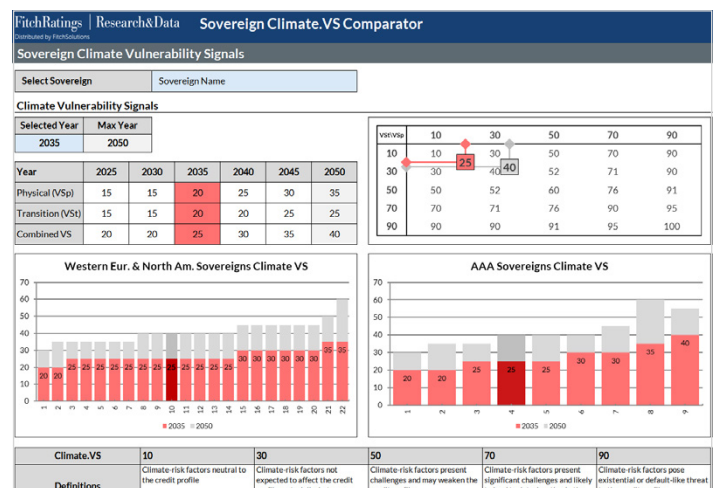 FitchRatings | Research&Data Sovereign Climate.VS Comparator
Distributed by FitchSolutions
Sovereign Climate Vulnerability Signals
Select Sovereign Sovereign Name
Climate Vulnerability Signals
Selected Year Max Year
2035 2050
Year 2025 2030 2035 2040 2045 2050
Physical (VSp) 15 15 20 25 30 35
Transition (VSt) 15 15 20 20 25 25
Combined VS 20 20 25 30 35 40
VSt\VSp 10 30 50 70 90
10 10 30 50 70 90
25 40
30 30 40 52 71 90
50 50 52 60 76 91
70 70 71 76 90 95
90 90 90 91 95 100
Western Eur. & North Am. Sovereigns Climate VS
70
60
50
40
30
20
10
0
20 20 25 25 25 25 25 25 25 25 25 25 25 25 30 30 30 30 30 30 35 35
1 2 3 4 5 6 7 8 9 10 11 12 13 14 15 16 17 18 19 20 21 22
2035 2050
AAA Sovereigns Climate VS
70
60
50
40
30
20
10
0
20 20 25 25 25 30 30 35 40
1 2 3 4 5 6 7 8 9
2035 2050
Climate.VS 10 30 50 70 90
Definitions
Climate-risk factors neutral to
the credit profile
Climate-risk factors not
expected to affect the credit
Climate-risk factors present
challenges and may weaken the
Climate-risk factors present
significant challenges and likely
Climate-risk factors pose
existential or default-like threat